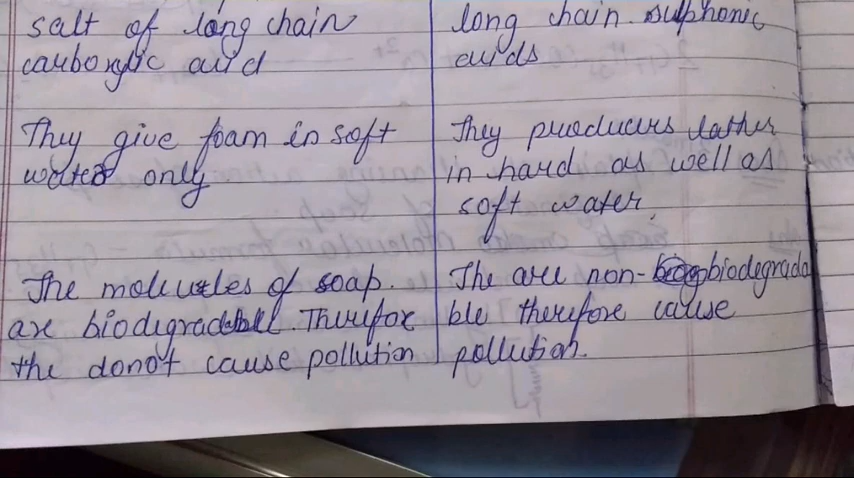 salt of long chain
carboxylic acid
They give foam in soft
water only
The molecules of soap.
are biodegradable. Therefor
the donot cause pollution
long chain sulphonic
acids
They producers lather
in hard as well as
soft water.
The are non- biodegrada
ble therefore cause
pollution.